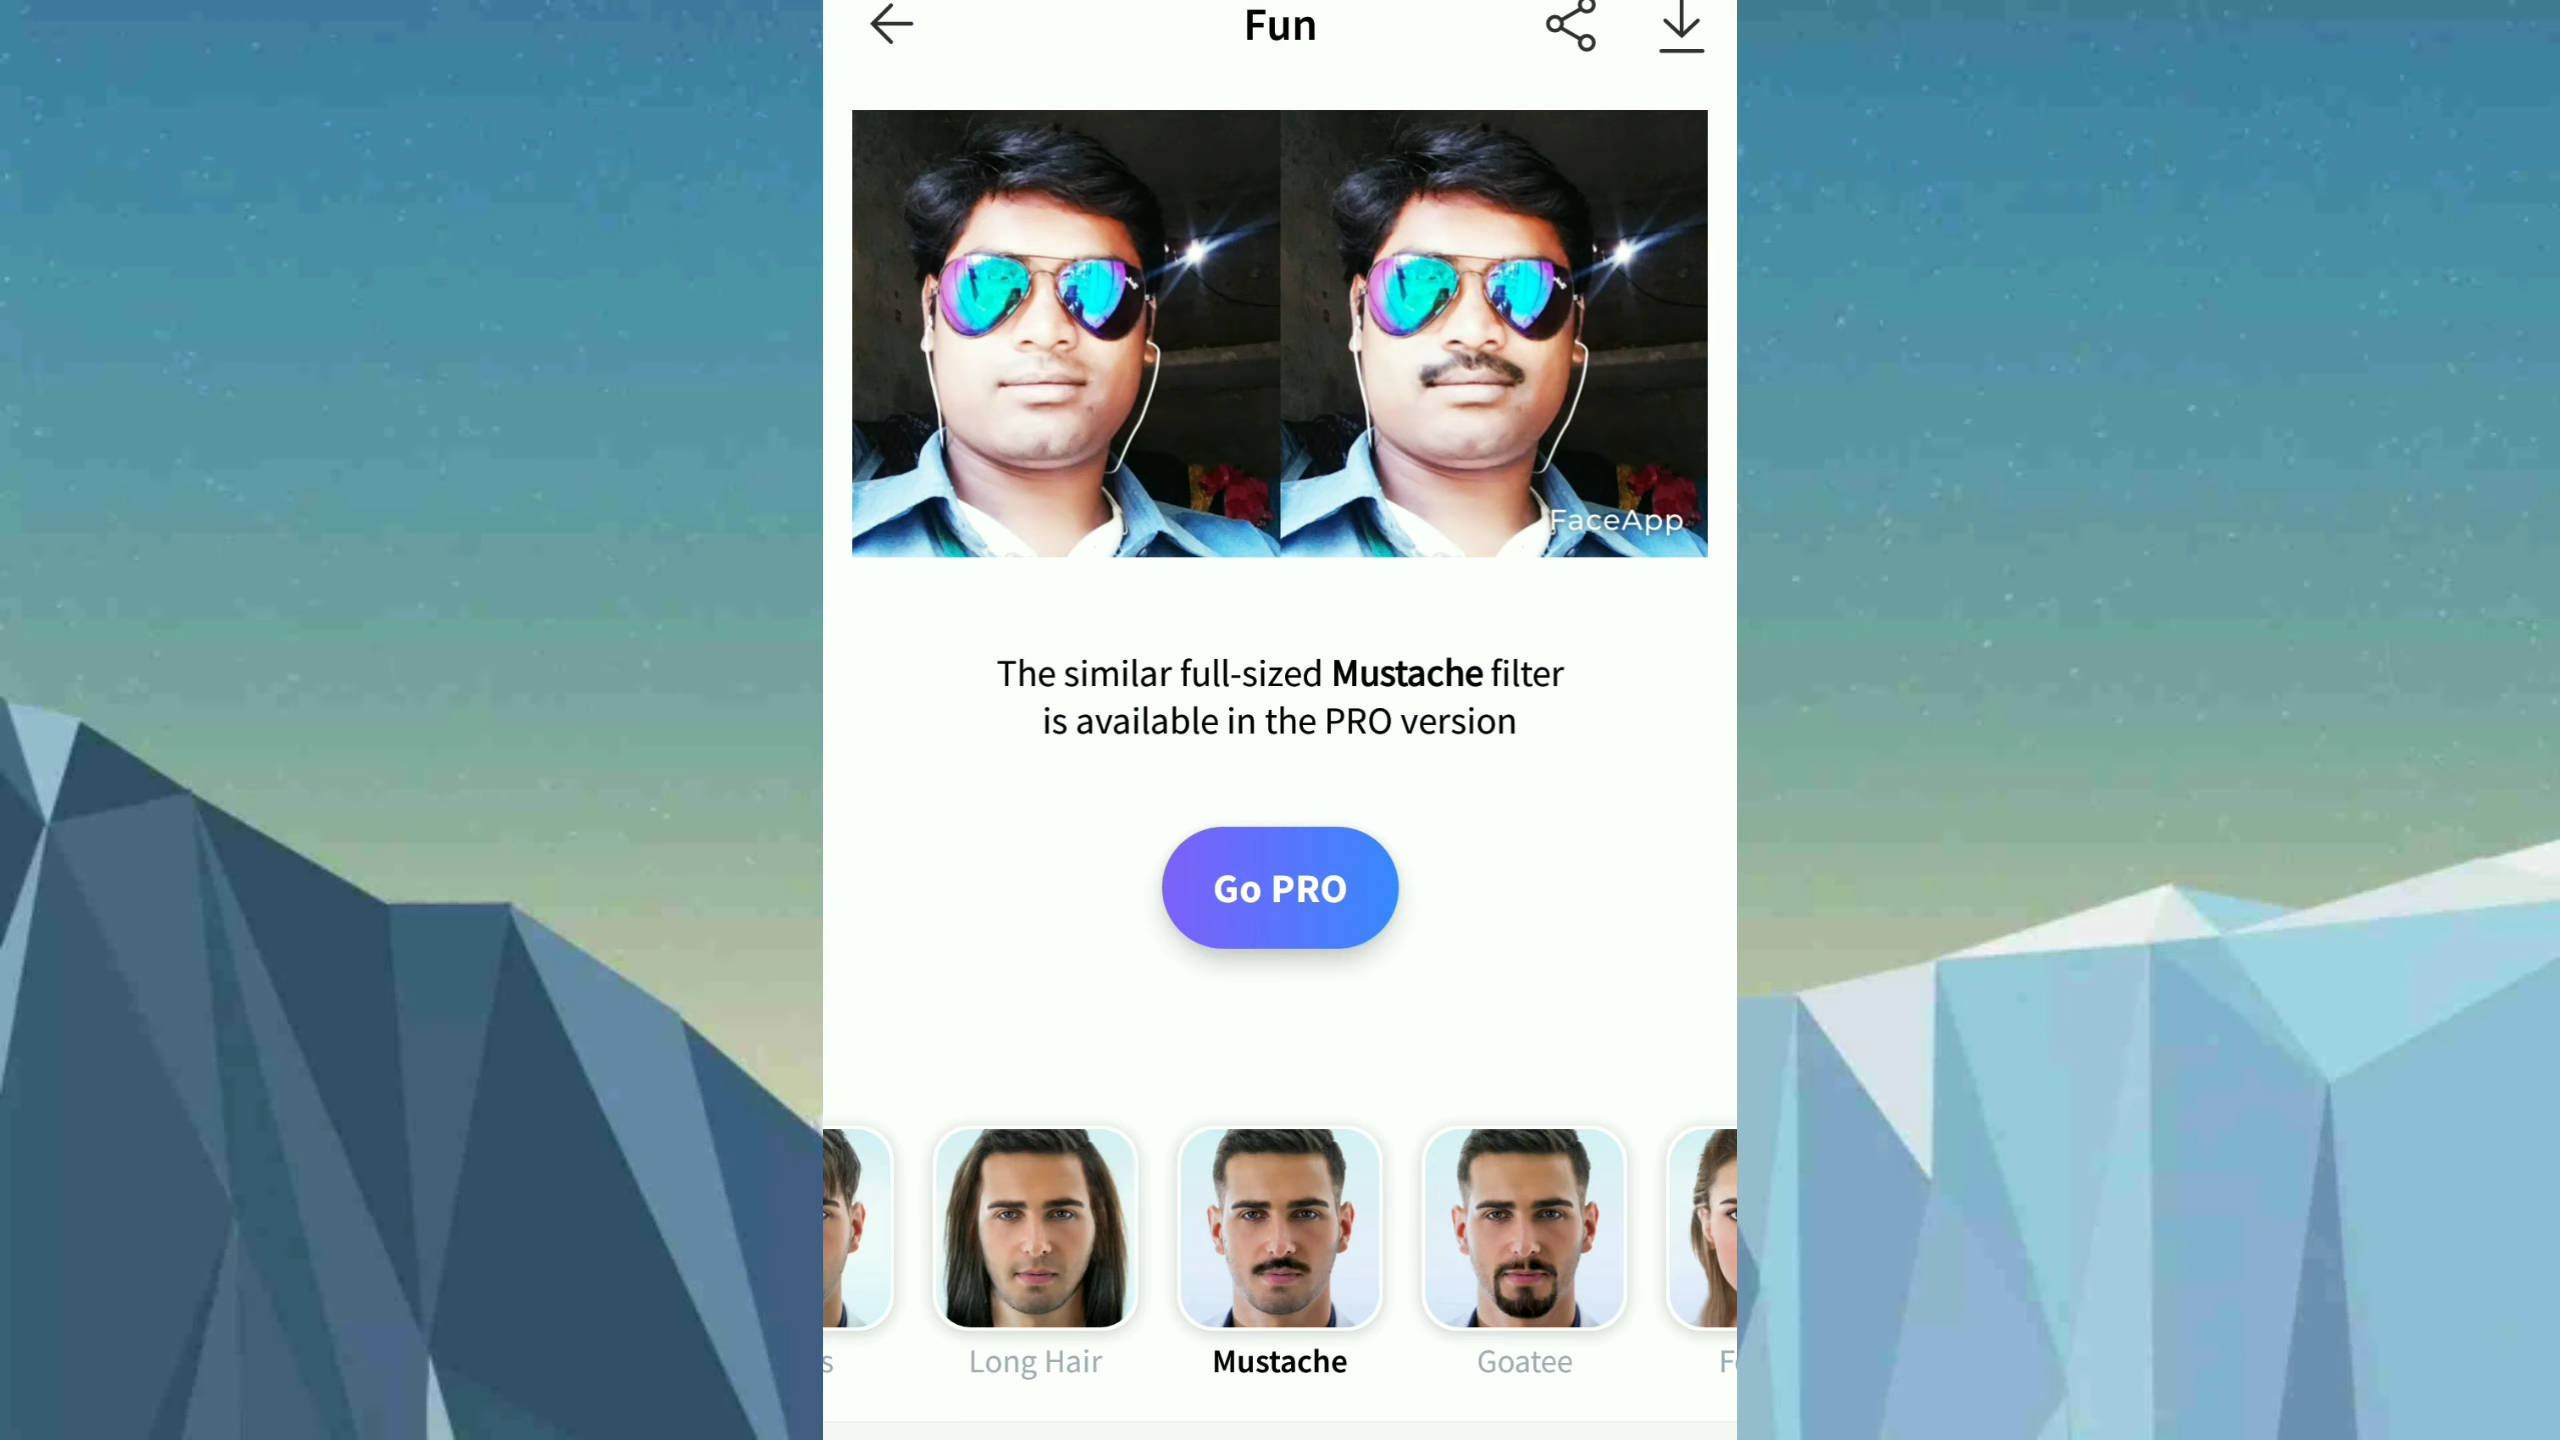 Fun
FaceApp
The similar full-sized Mustache filter
is available in the PRO version
Go PRO
Long Hair
Mustache
Goatee